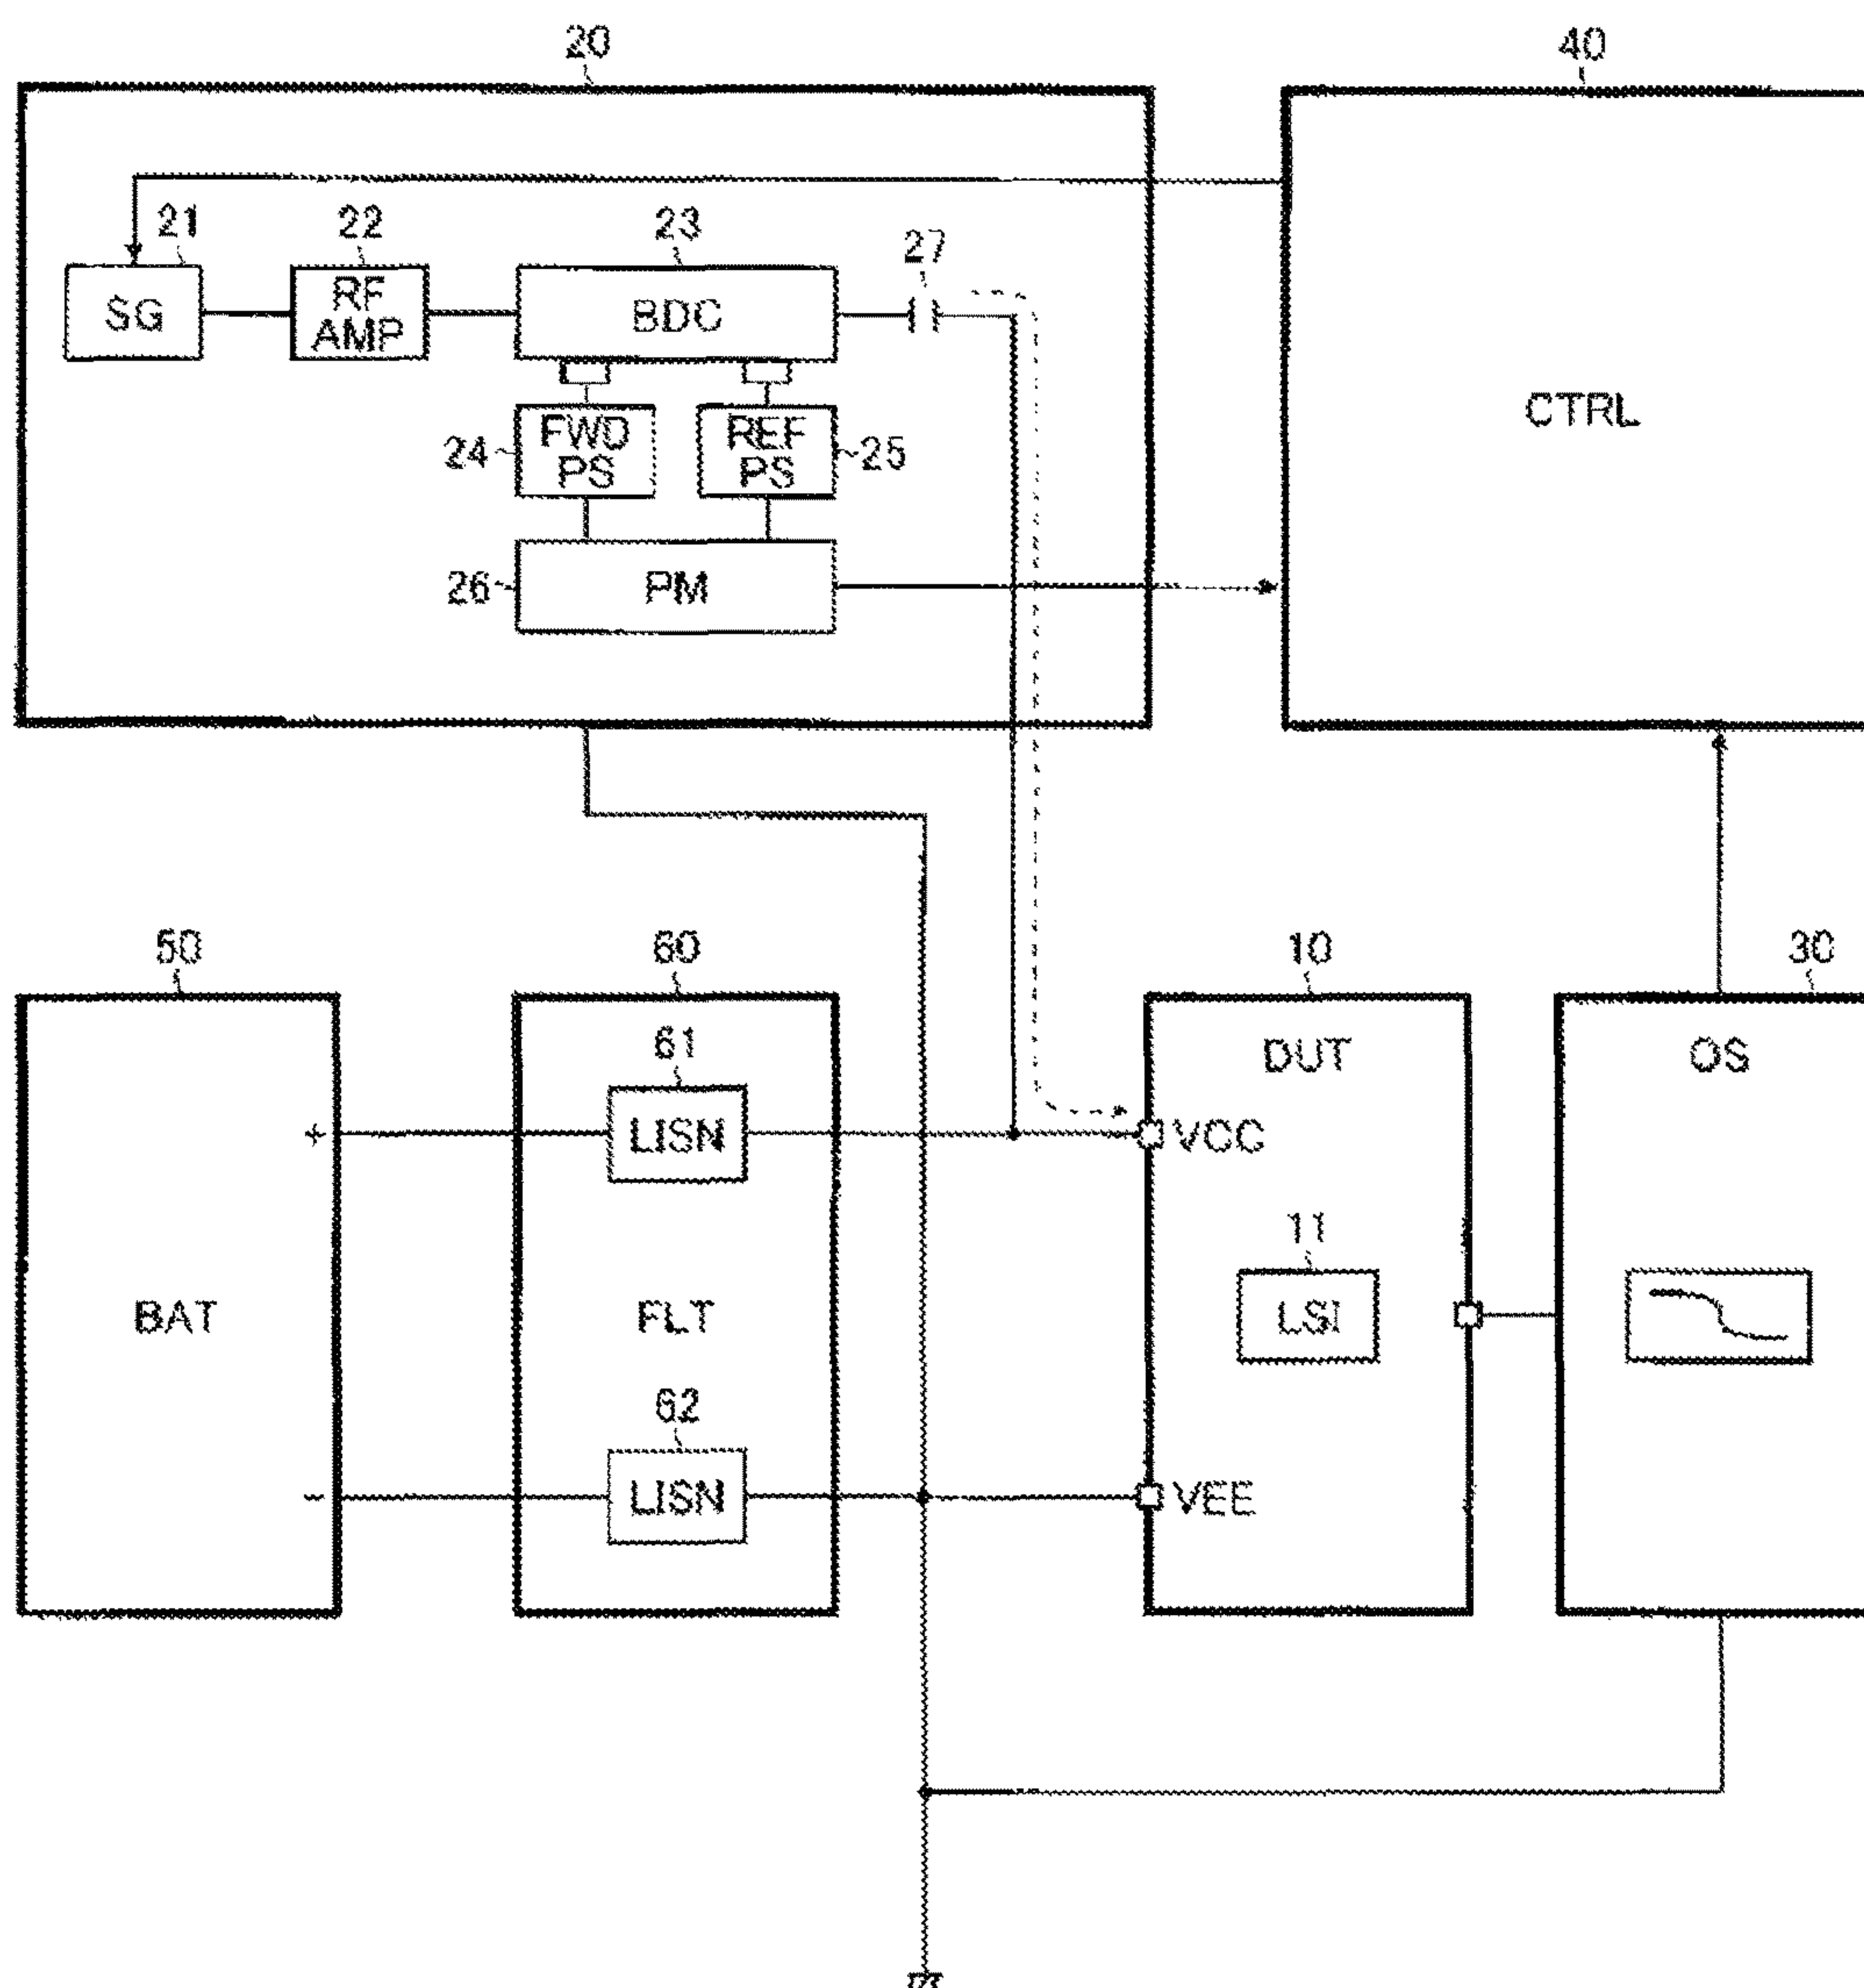 20
40
21
22
23
27
SG
RF
AMP
BDC
CTRL
24
FWD
PS
REF
PS
25
26
PM
50
60
10
30
61
DUT
OS
+
LISN
VCC
11
BAT
FLT
LSI
62
−
LISN
VEE